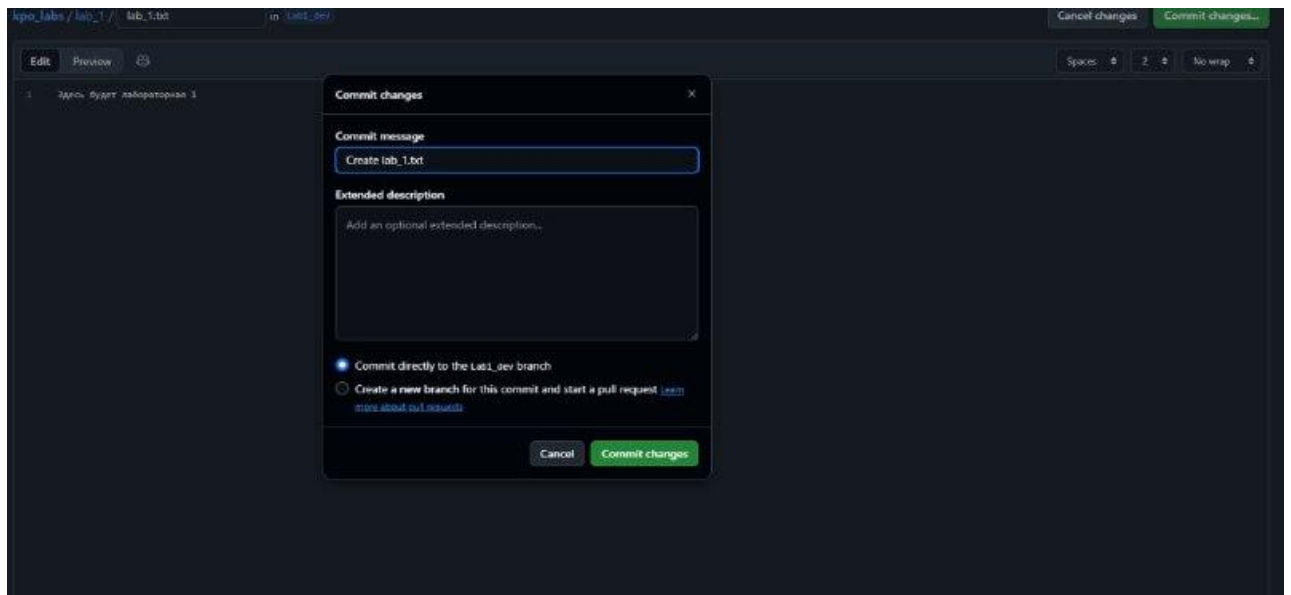 kpo_labs / lab_1 / lab_1.txt in Lab1_dev Cancel changes Commit changes...
Edit Preview Spaces 2 No wrap
1 Здесь будет лабораторная 1
Commit changes
Commit message
Create lab_1.txt
Extended description
Add an optional extended description...
Commit directly to the Lab1_dev branch
Create a new branch for this commit and start a pull request Learn
more about pull requests
Cancel Commit changes